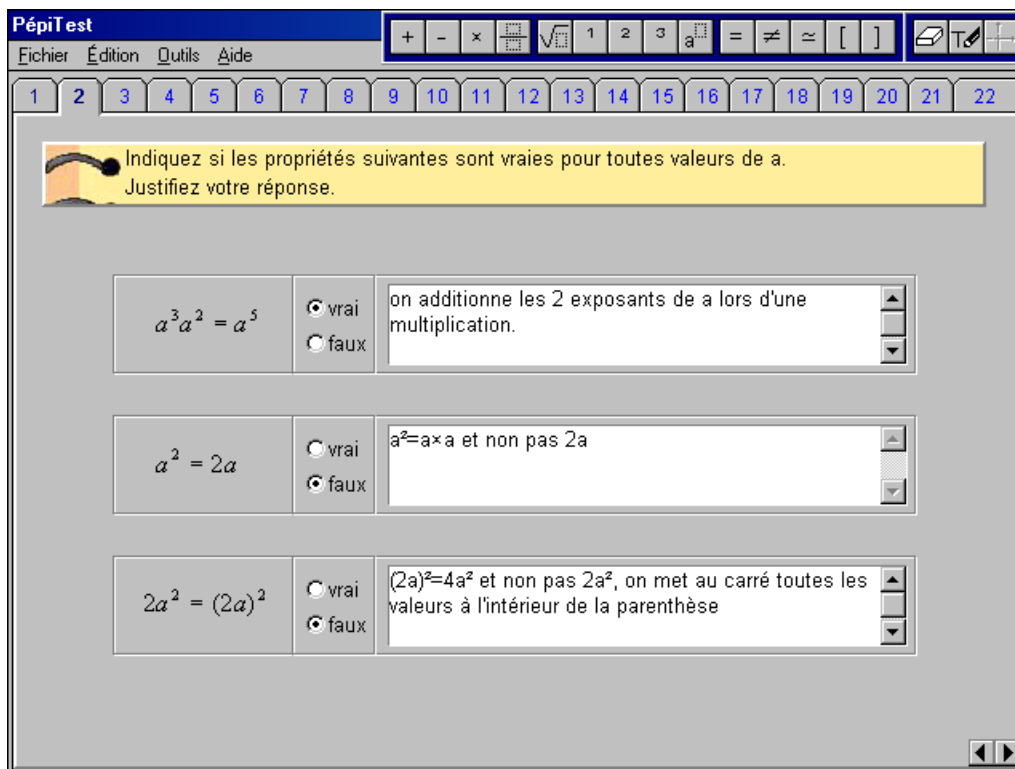 PépiTest
+ - × √ 1 2 3 a = ≠ ≃ [ ] T
Fichier Édition Outils Aide
1 2 3 4 5 6 7 8 9 10 11 12 13 14 15 16 17 18 19 20 21 22
Indiquez si les propriétés suivantes sont vraies pour toutes valeurs de a.
Justifiez votre réponse.
a³a² = a⁵
vrai
faux
on additionne les 2 exposants de a lors d'une
multiplication.
a² = 2a
vrai
faux
a²=a×a et non pas 2a
2a² = (2a)²
vrai
faux
(2a)²=4a² et non pas 2a², on met au carré toutes les
valeurs à l'intérieur de la parenthèse